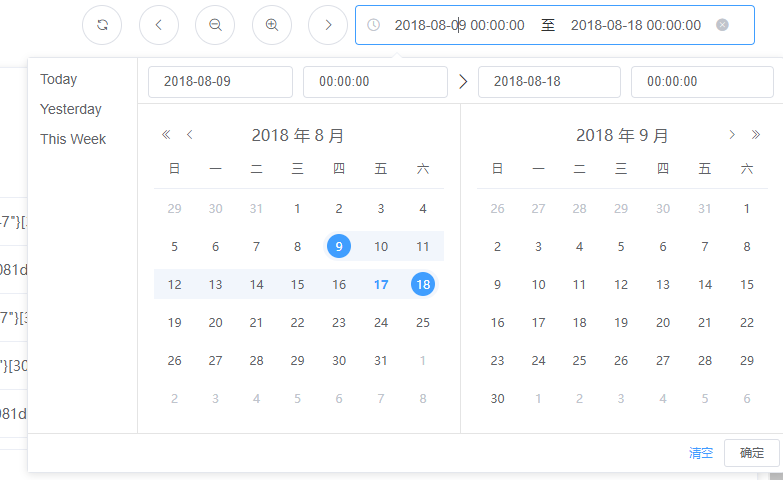 2018-08-09 00:00:00 至 2018-08-18 00:00:00
Today
Yesterday
This Week
2018-08-09 00:00:00 2018-08-18 00:00:00
2018 年 8 月
日 一 二 三 四 五 六
29 30 31 1 2 3 4
5 6 7 8 9 10 11
12 13 14 15 16 17 18
19 20 21 22 23 24 25
26 27 28 29 30 31 1
2 3 4 5 6 7 8
2018 年 9 月
日 一 二 三 四 五 六
26 27 28 29 30 31 1
2 3 4 5 6 7 8
9 10 11 12 13 14 15
16 17 18 19 20 21 22
23 24 25 26 27 28 29
30 1 2 3 4 5 6
7"}[
081d
7"}[3
"}[30
081d
清空 确定